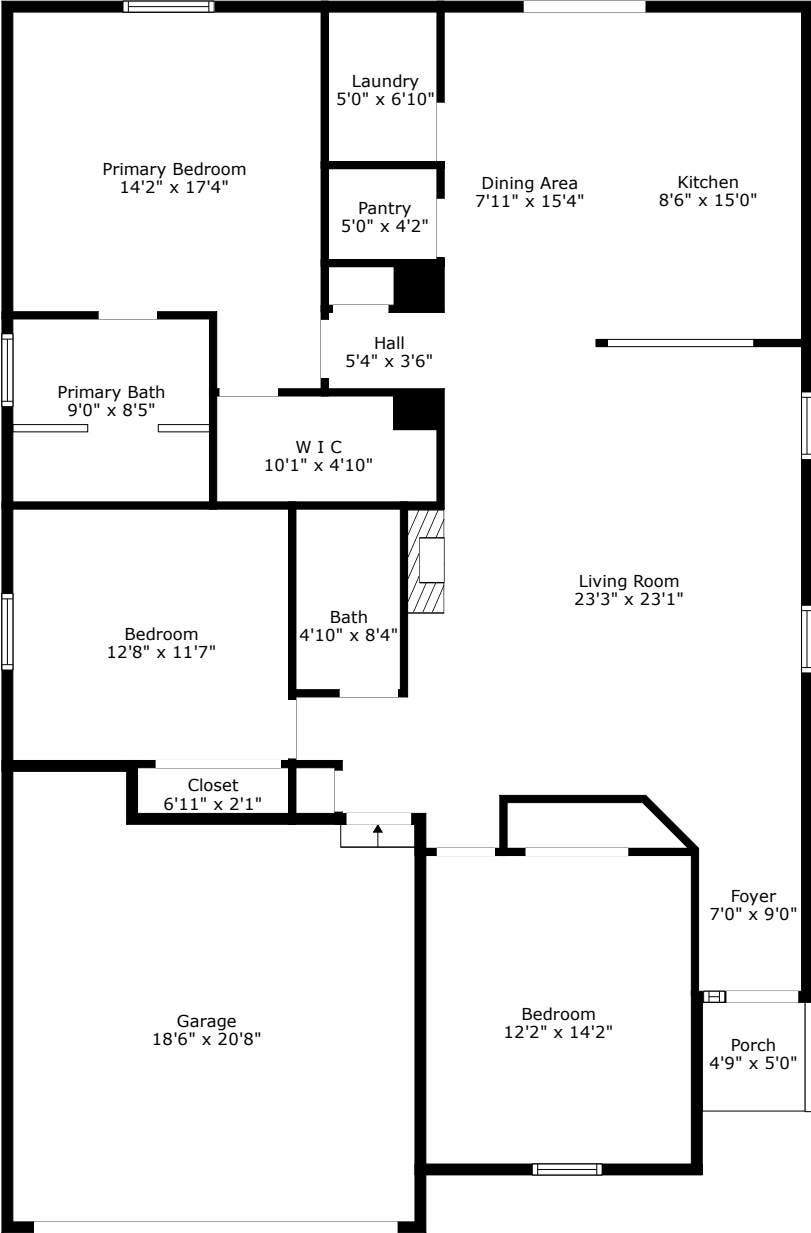 Laundry
5'0" x 6'10"
Primary Bedroom
14'2" x 17'4"
Dining Area
7'11" x 15'4"
Kitchen
8'6" x 15'0"
Pantry
5'0" x 4'2"
Hall
5'4" x 3'6"
Primary Bath
9'0" x 8'5"
W I C
10'1" x 4'10"
Living Room
23'3" x 23'1"
Bath
4'10" x 8'4"
Bedroom
12'8" x 11'7"
Closet
6'11" x 2'1"
Foyer
7'0" x 9'0"
Garage
18'6" x 20'8"
Bedroom
12'2" x 14'2"
Porch
4'9" x 5'0"